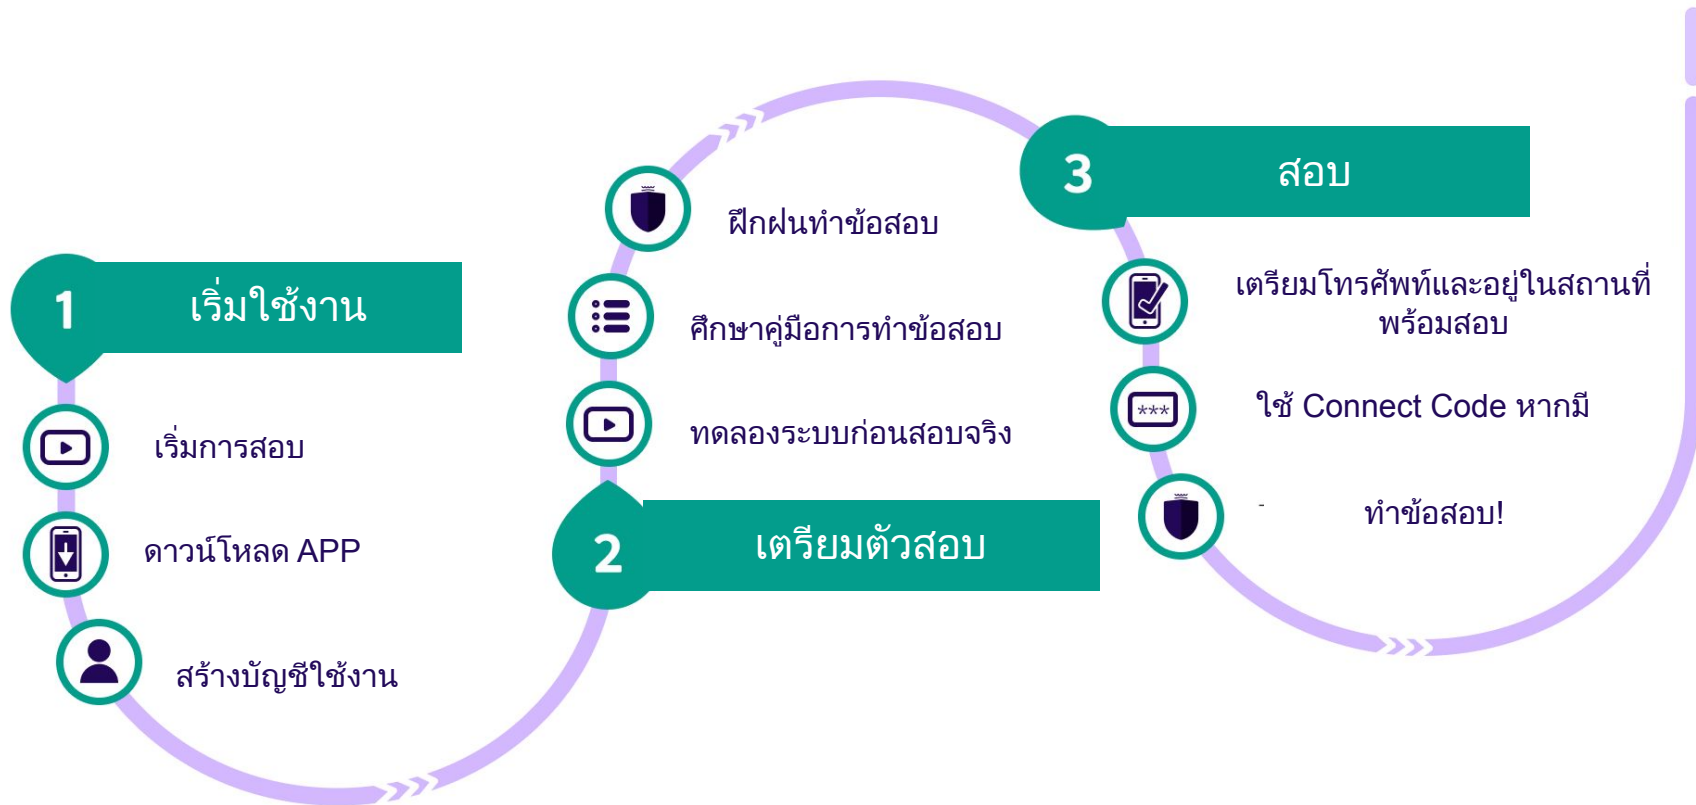 1
เริ่มใช้งาน
เริ่มการสอบ
ดาวน์โหลด APP
สร้างบัญชีใช้งาน
2
เตรียมตัวสอบ
ทดลองระบบก่อนสอบจริง
ศึกษาคู่มือการทำข้อสอบ
ฝึกฝนทำข้อสอบ
3
สอบ
เตรียมโทรศัพท์และอยู่ในสถานที่
พร้อมสอบ
***
ใช้ Connect Code หากมี
- ทำข้อสอบ!